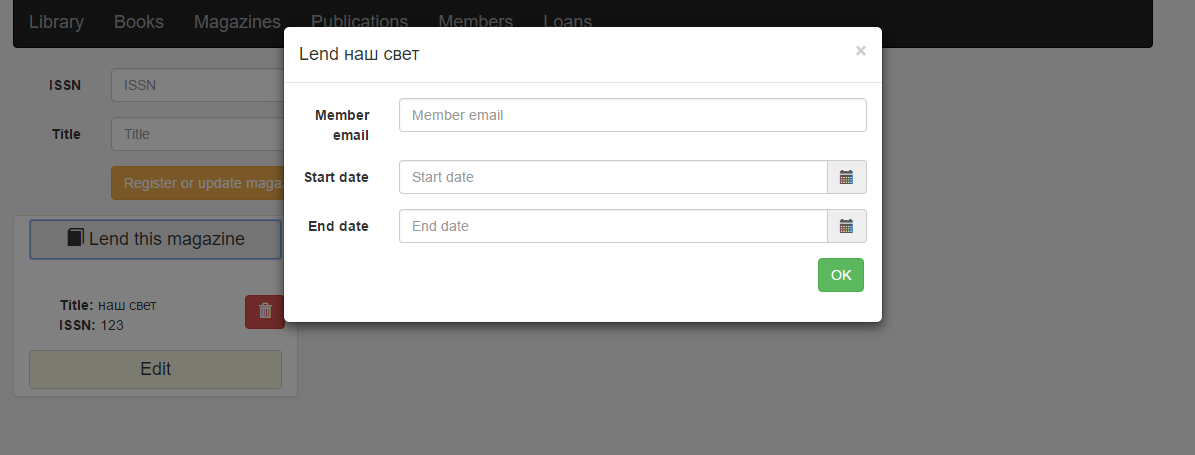 Library Books Magazines Publications Members Loans
Lend наш свет ×
ISSN ISSN
Title Title
Register or update maga
Lend this magazine
Title: наш свет
ISSN: 123
Edit
Member email Member email
Start date Start date
End date End date
OK